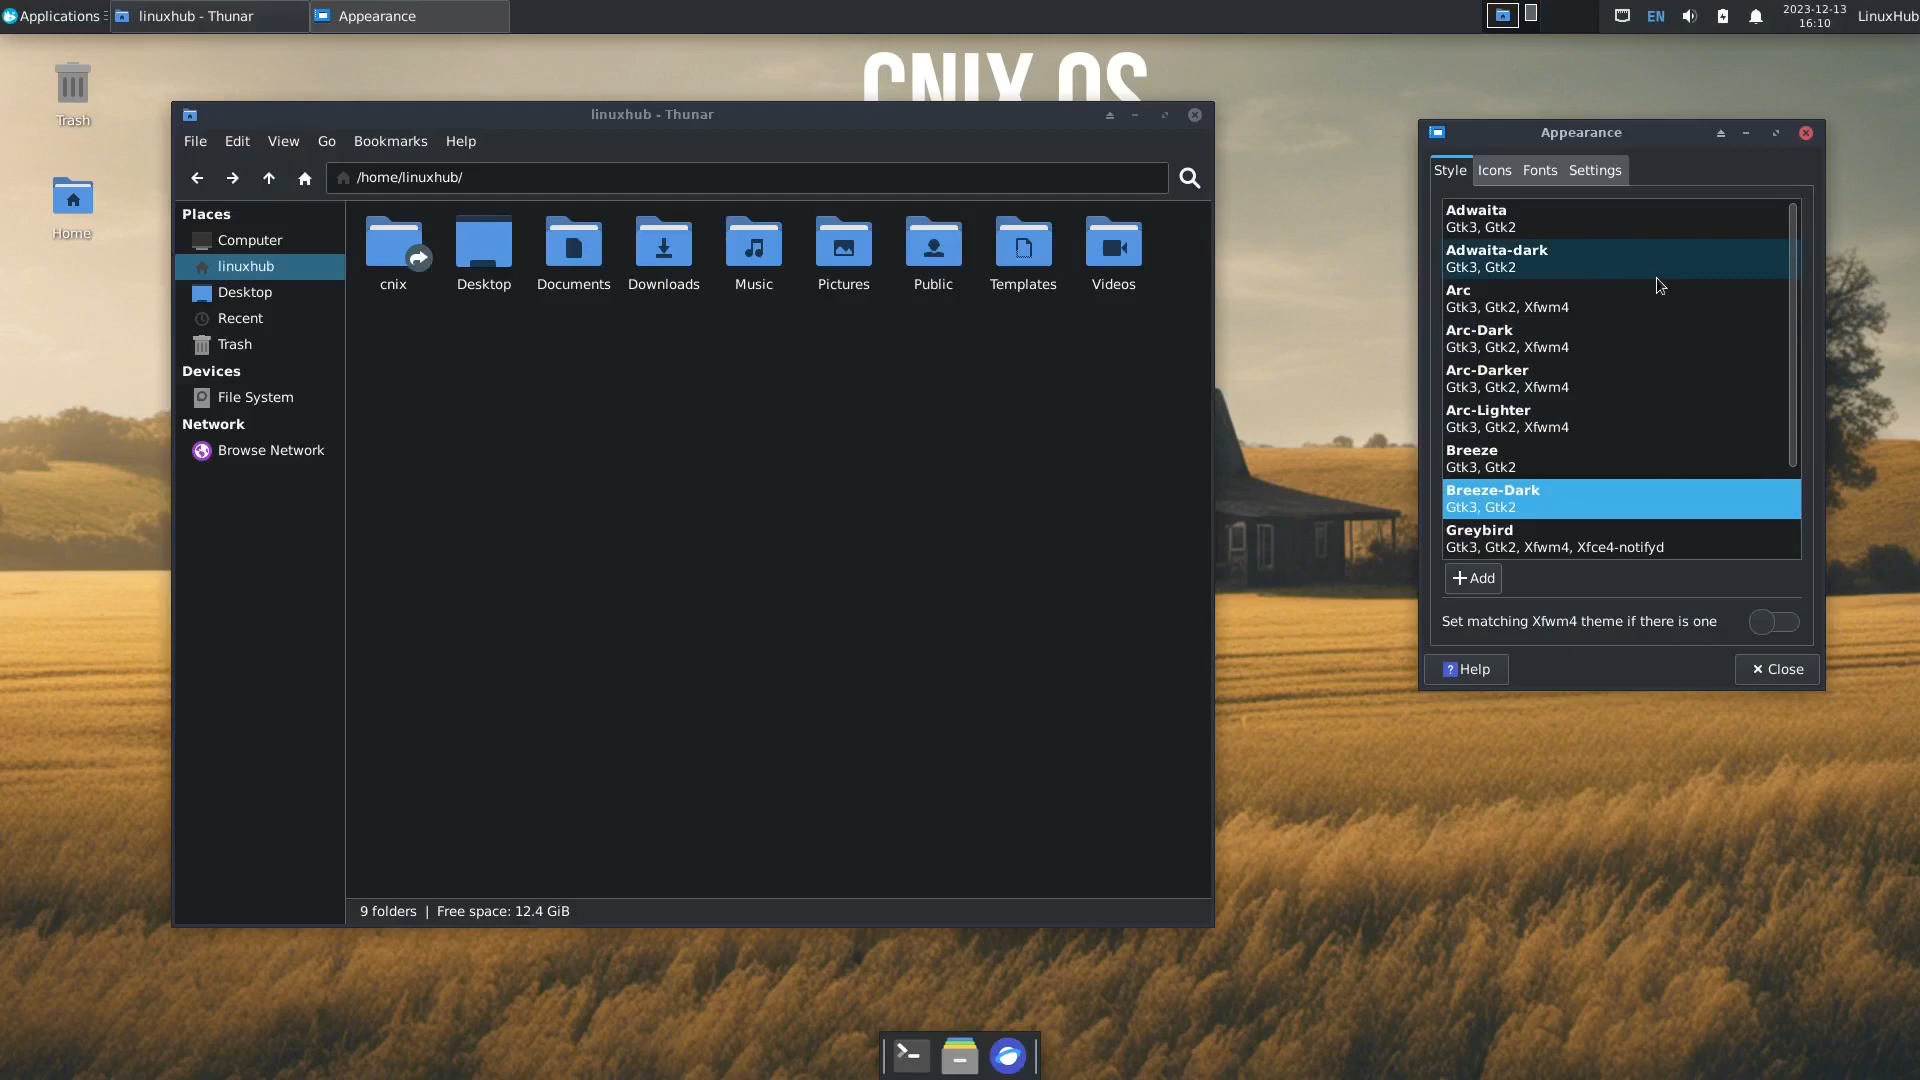 Applications
linuxhub - Thunar
Appearance
EN
2023-12-13
16:10
LinuxHub
CNIX OS
Trash
Home
linuxhub - Thunar
File Edit View Go Bookmarks Help
/home/linuxhub/
Places
Computer
linuxhub
Desktop
Recent
Trash
Devices
File System
Network
Browse Network
cnix Desktop Documents Downloads Music Pictures Public Templates Videos
9 folders | Free space: 12.4 GiB
Appearance
Style Icons Fonts Settings
Adwaita
Gtk3, Gtk2
Adwaita-dark
Gtk3, Gtk2
Arc
Gtk3, Gtk2, Xfwm4
Arc-Dark
Gtk3, Gtk2, Xfwm4
Arc-Darker
Gtk3, Gtk2, Xfwm4
Arc-Lighter
Gtk3, Gtk2, Xfwm4
Breeze
Gtk3, Gtk2
Breeze-Dark
Gtk3, Gtk2
Greybird
Gtk3, Gtk2, Xfwm4, Xfce4-notifyd
+ Add
Set matching Xfwm4 theme if there is one
? Help
× Close